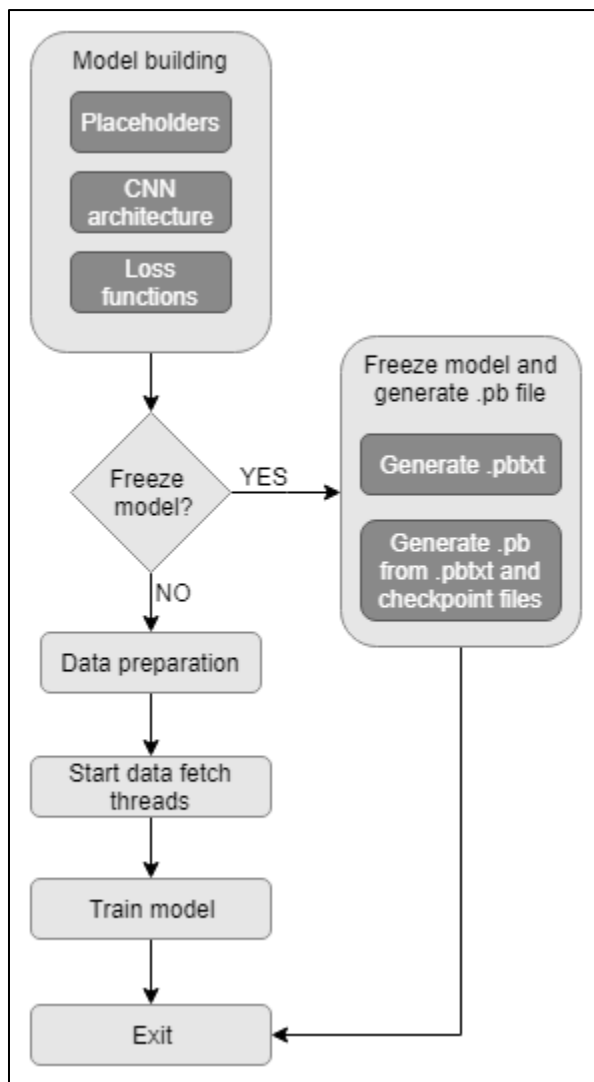 Model building
Placeholders
CNN
architecture
Loss
functions
Freeze
model?
YES
NO
Freeze model and
generate .pb file
Generate .pbtxt
Generate .pb
from .pbtxt and
checkpoint files
Data preparation
Start data fetch
threads
Train model
Exit